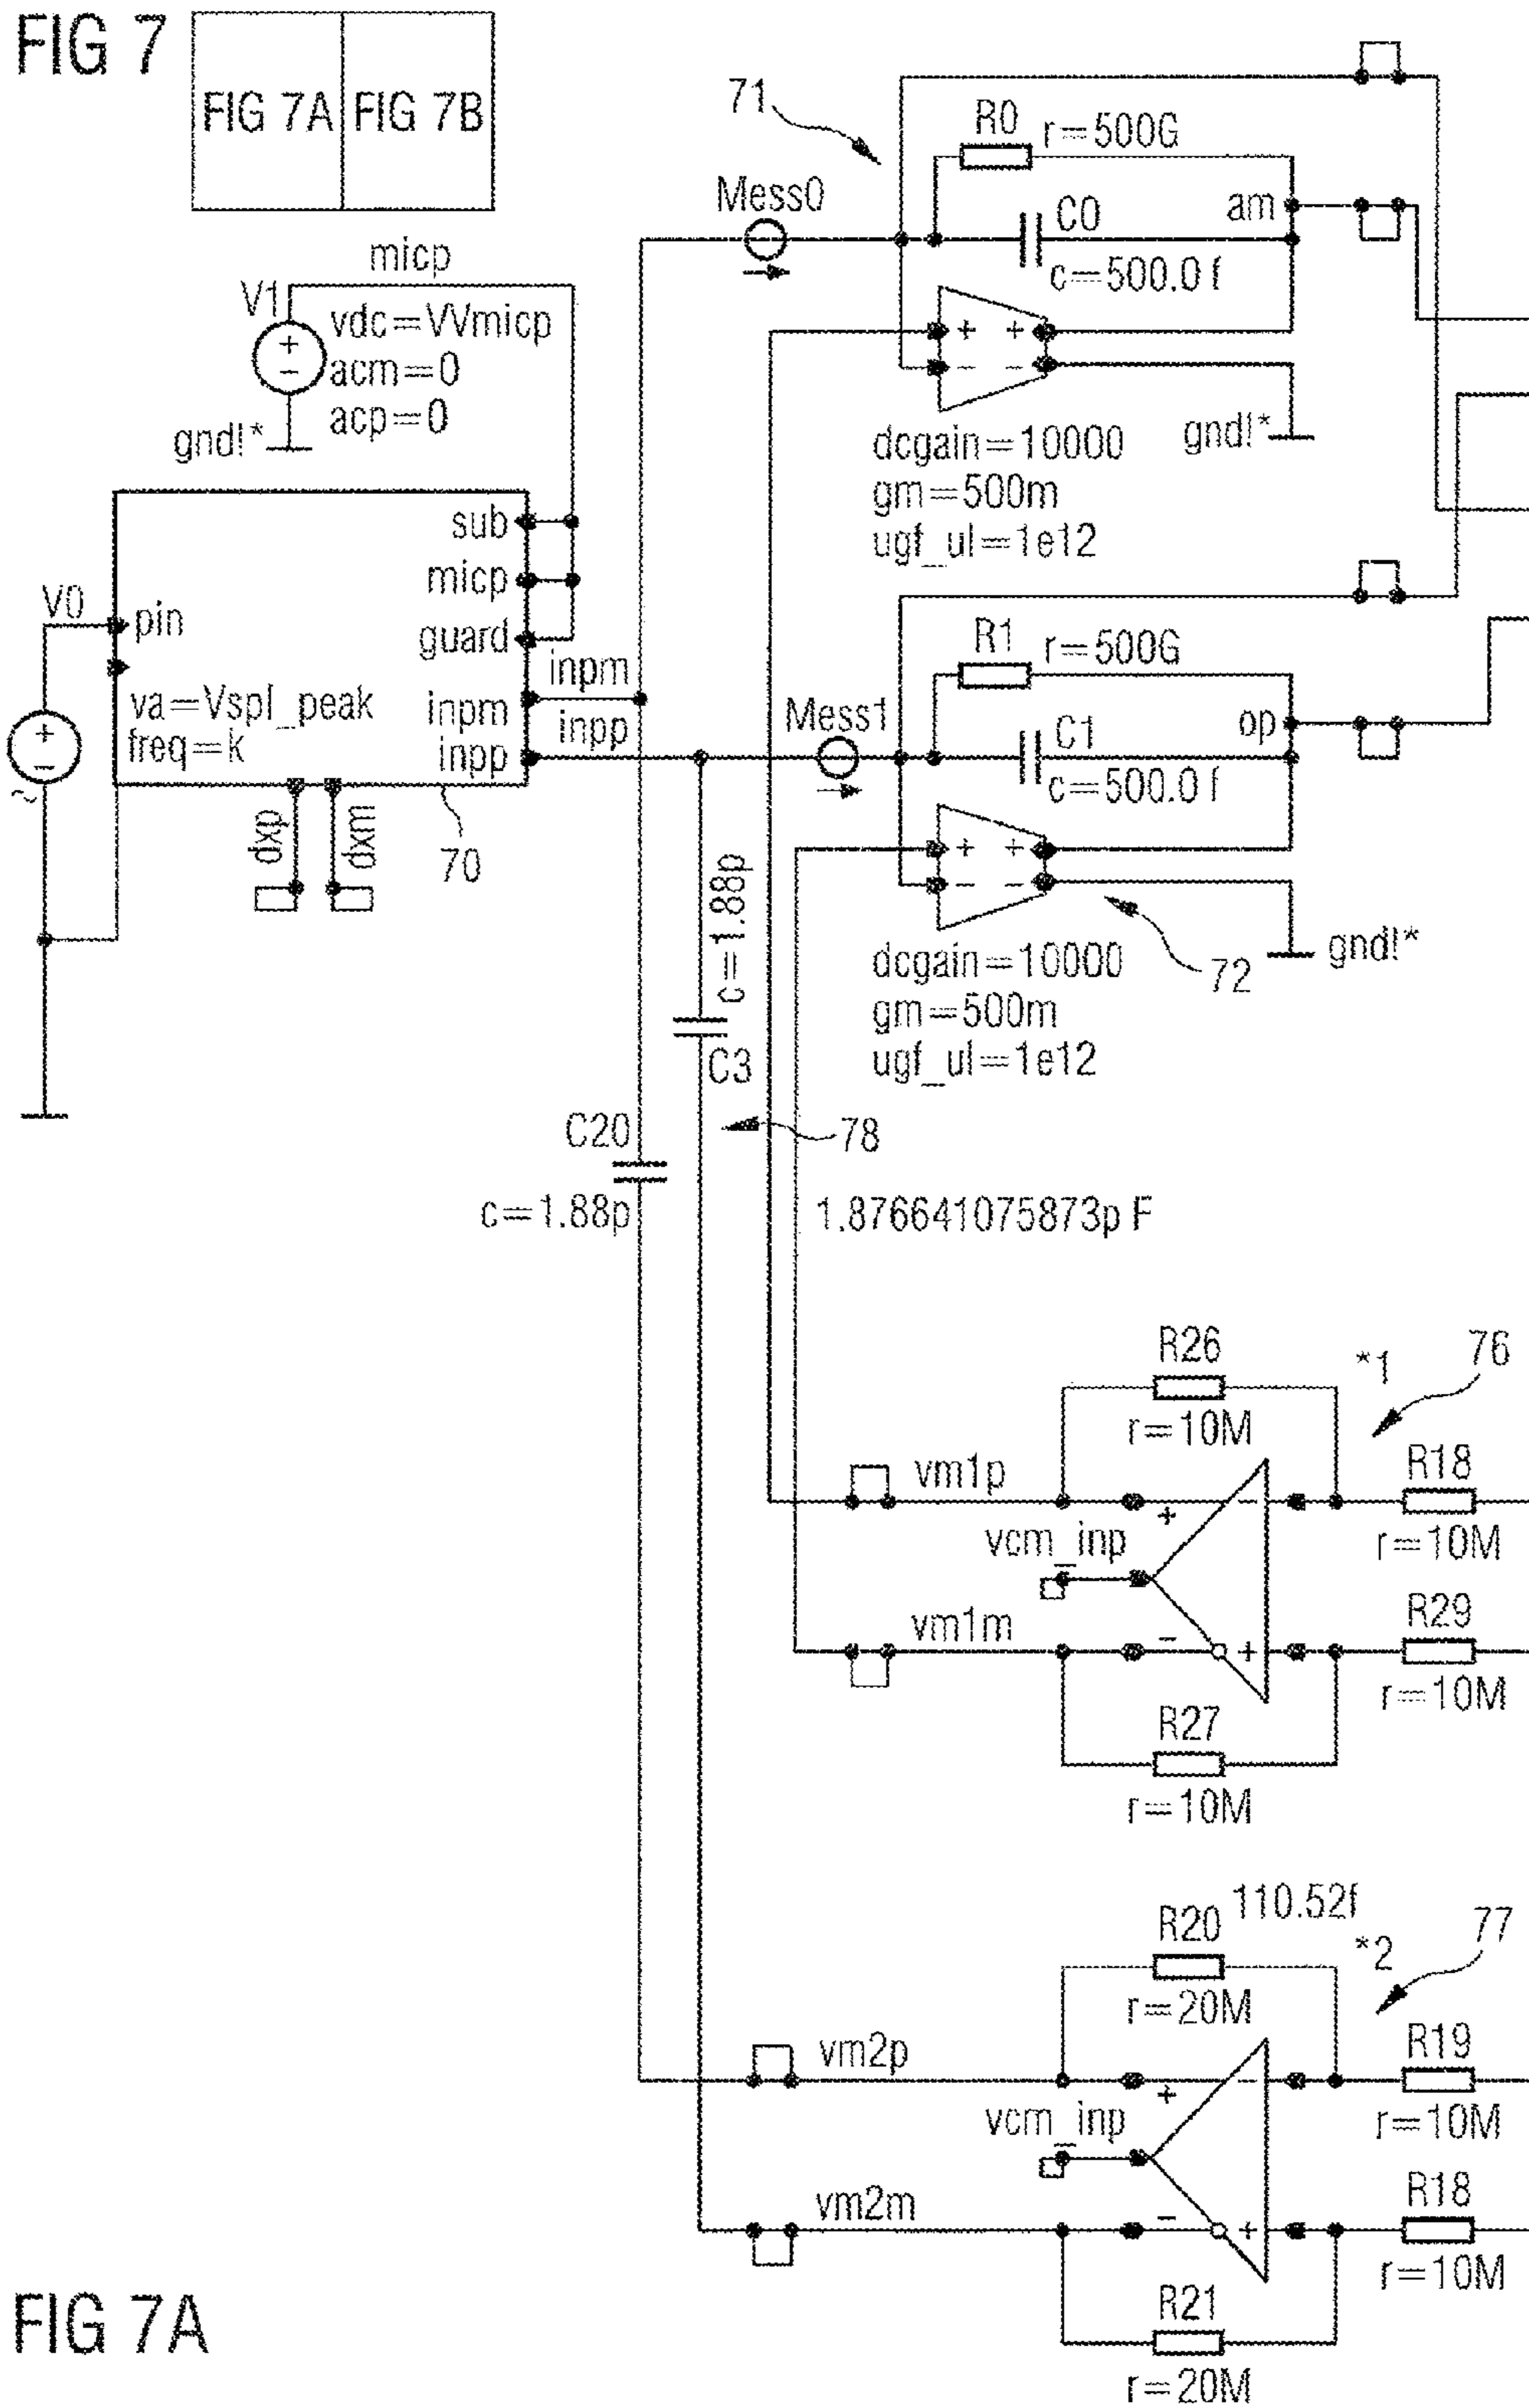 FIG 7
FIG 7A
FIG 7B
71
R0
r=500G
Mess0
C0
am
c=500.0 f
+ +
- -
micp
V1
+
-
vdc=VVmicp
acm=0
acp=0
gnd!*
dcgain=10000
gm=500m
ugf_ul=1e12
gnd!*
sub
micp
guard
V0
pin
va=Vspl_peak
freq=k
inpm
inpp
inpm
inpp
+
-
~
dxp
dxm
70
R1
r=500G
Mess1
C1
op
c=500.0 f
+ +
- -
72
gnd!*
dcgain=10000
gm=500m
ugf_ul=1e12
c=1.88p
C3
78
C20
c=1.88p
1.876641075873p F
R26
r=10M
*1
76
vm1p
R18
r=10M
+ -
vcm_inp
vm1m
- +
R29
r=10M
R27
r=10M
110.52f
R20
r=20M
*2
77
vm2p
R19
r=10M
+ -
vcm_inp
vm2m
- +
R18
r=10M
R21
r=20M
FIG 7A